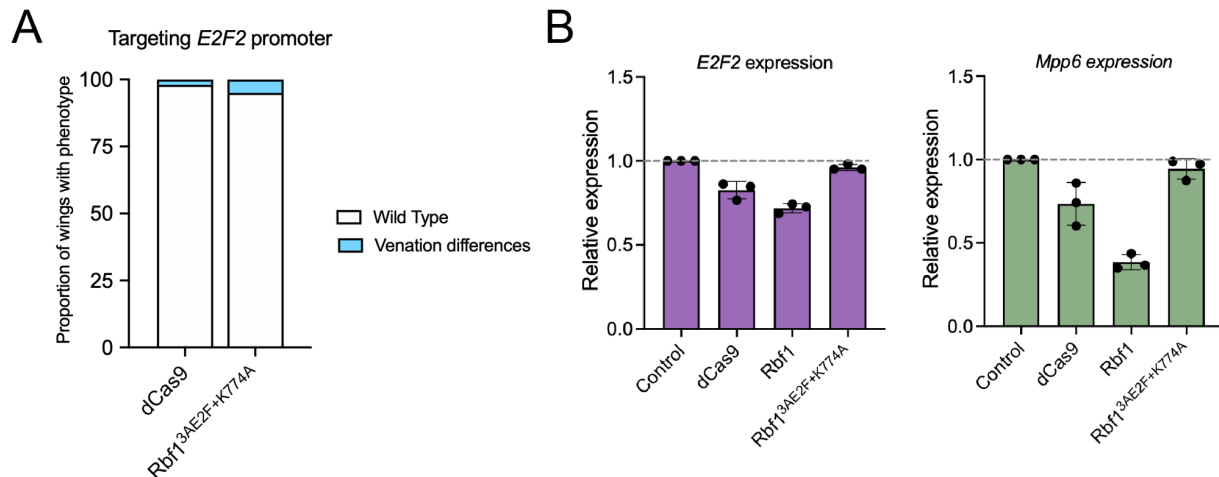 A
Targeting E2F2 promoter
Proportion of wings with phenotype
100
75
50
25
0
dCas9
Rbf1³ᴬᴱ²ꟳ⁺ᴷ⁷⁷⁴ᴬ
Wild Type
Venation differences
B
E2F2 expression
Relative expression
1.5
1.0
0.5
0.0
Control
dCas9
Rbf1
Rbf1³ᴬᴱ²ꟳ⁺ᴷ⁷⁷⁴ᴬ
Mpp6 expression
Relative expression
1.5
1.0
0.5
0.0
Control
dCas9
Rbf1
Rbf1³ᴬᴱ²ꟳ⁺ᴷ⁷⁷⁴ᴬ